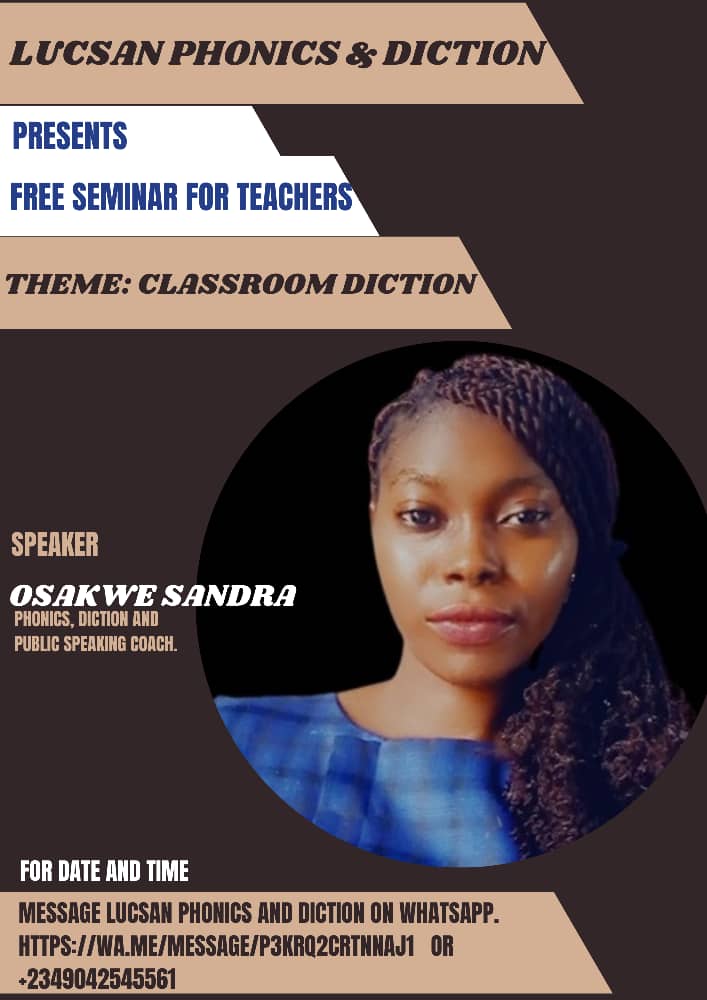 LUCSAN PHONICS & DICTION
PRESENTS
FREE SEMINAR FOR TEACHERS
THEME: CLASSROOM DICTION
SPEAKER
OSAKWE SANDRA
PHONICS, DICTION AND
PUBLIC SPEAKING COACH.
FOR DATE AND TIME
MESSAGE LUCSAN PHONICS AND DICTION ON WHATSAPP.
HTTPS://WA.ME/MESSAGE/P3KRQ2CRTNNAJ1 OR
+2349042545561